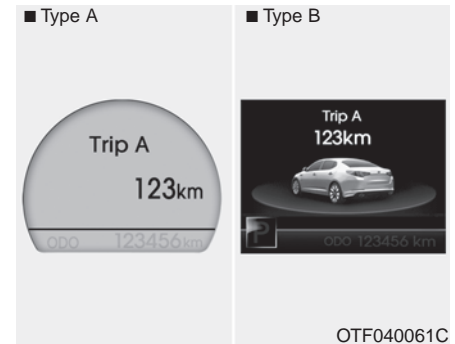 ■ Type A
Trip A
123km
ODO 123456km
■ Type B
Trip A
123km
P
ODO 123456 km
OTF040061C